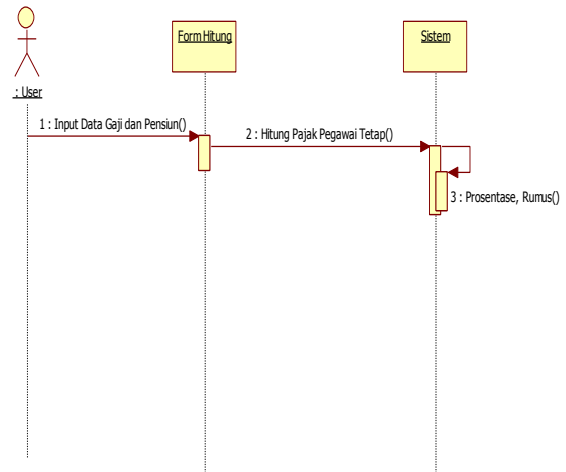 Form Hitung
Sistem
: User
1 : Input Data Gaji dan Pensiun()
2 : Hitung Pajak Pegawai Tetap()
3 : Prosentase, Rumus()